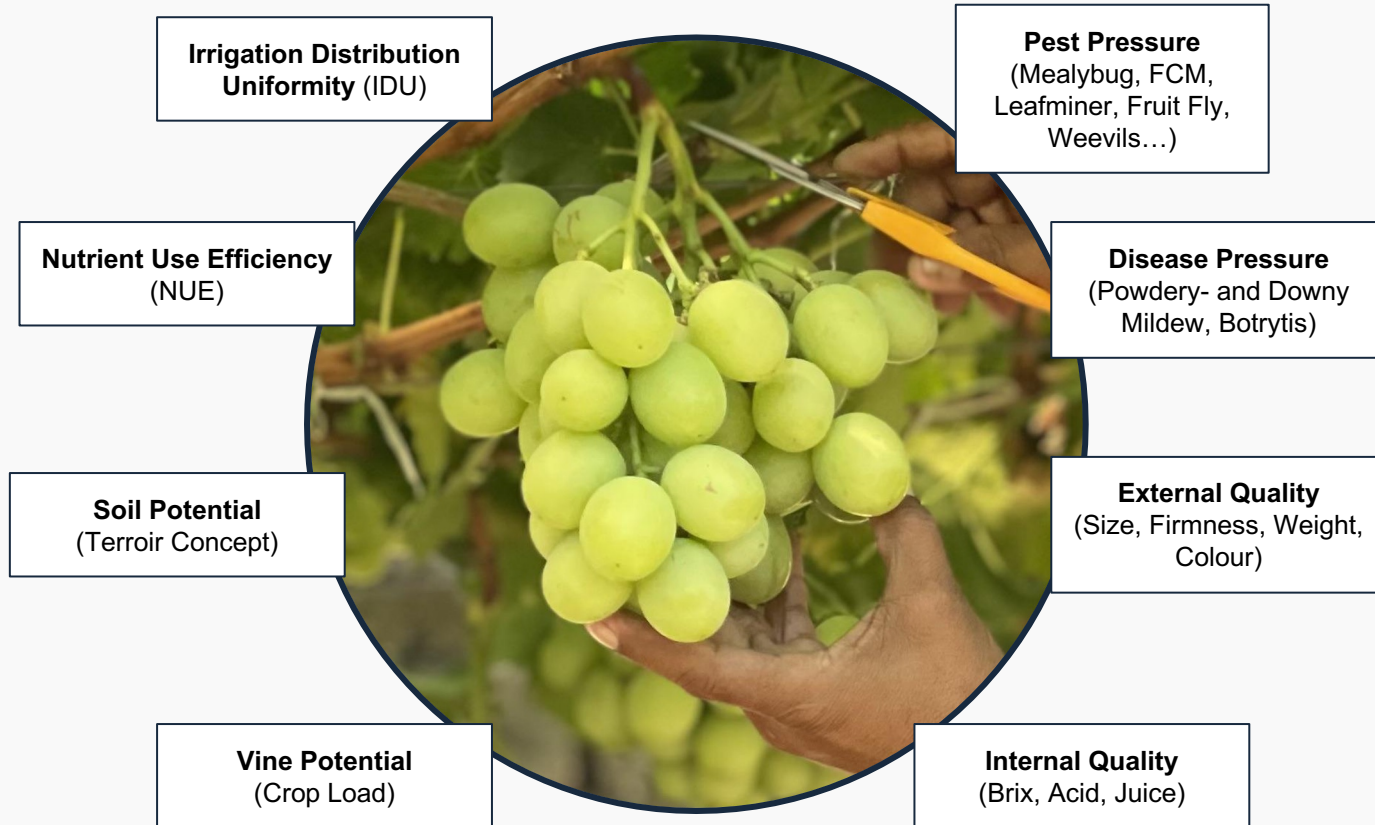 Irrigation Distribution
Uniformity (IDU)
Pest Pressure
(Mealybug, FCM,
Leafminer, Fruit Fly,
Weevils…)
Nutrient Use Efficiency
(NUE)
Disease Pressure
(Powdery- and Downy
Mildew, Botrytis)
Soil Potential
(Terroir Concept)
External Quality
(Size, Firmness, Weight,
Colour)
Vine Potential
(Crop Load)
Internal Quality
(Brix, Acid, Juice)